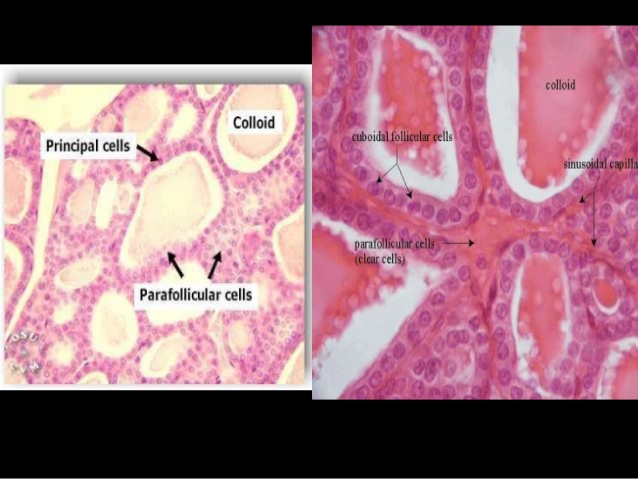 Principal cells
Colloid
Parafollicular cells
colloid
cuboidal follicular cells
sinusoidal capilla
parafollicular cells
(clear cells)